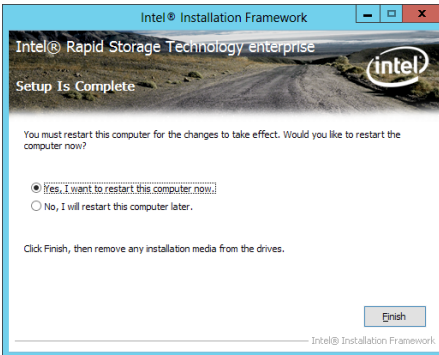 Intel® Installation Framework
Intel® Rapid Storage Technology enterprise
intel
Setup Is Complete
You must restart this computer for the changes to take effect. Would you like to restart the
computer now?
Yes, I want to restart this computer now.
No, I will restart this computer later.
Click Finish, then remove any installation media from the drives.
Finish
Intel® Installation Framework